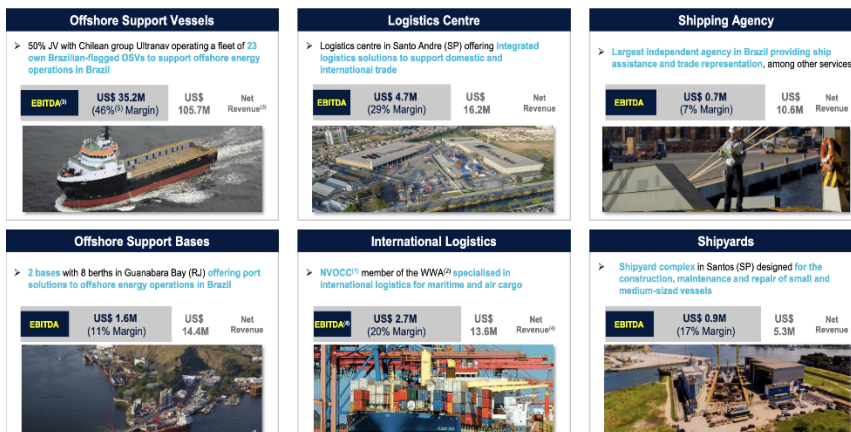 Offshore Support Vessels
➢ 50% JV with Chilean group Ultranav operating a fleet of 23
own Brazilian-flagged OSVs to support offshore energy
operations in Brazil
EBITDA(3) US$ 35.2M US$ Net
(46%(5) Margin) 105.7M Revenue(3)
Logistics Centre
➢ Logistics centre in Santo Andre (SP) offering integrated
logistics solutions to support domestic and
international trade
EBITDA US$ 4.7M US$ Net
(29% Margin) 16.2M Revenue
Shipping Agency
➢ Largest independent agency in Brazil providing ship
assistance and trade representation, among other services
EBITDA US$ 0.7M US$ Net
(7% Margin) 10.6M Revenue
Offshore Support Bases
➢ 2 bases with 8 berths in Guanabara Bay (RJ) offering port
solutions to offshore energy operations in Brazil
EBITDA US$ 1.6M US$ Net
(11% Margin) 14.4M Revenue
International Logistics
➢ NVOCC(1) member of the WWA(2) specialised in
international logistics for maritime and air cargo
EBITDA(4) US$ 2.7M US$ Net
(20% Margin) 13.6M Revenue(4)
Shipyards
➢ Shipyard complex in Santos (SP) designed for the
construction, maintenance and repair of small and
medium-sized vessels
EBITDA US$ 0.9M US$ Net
(17% Margin) 5.3M Revenue